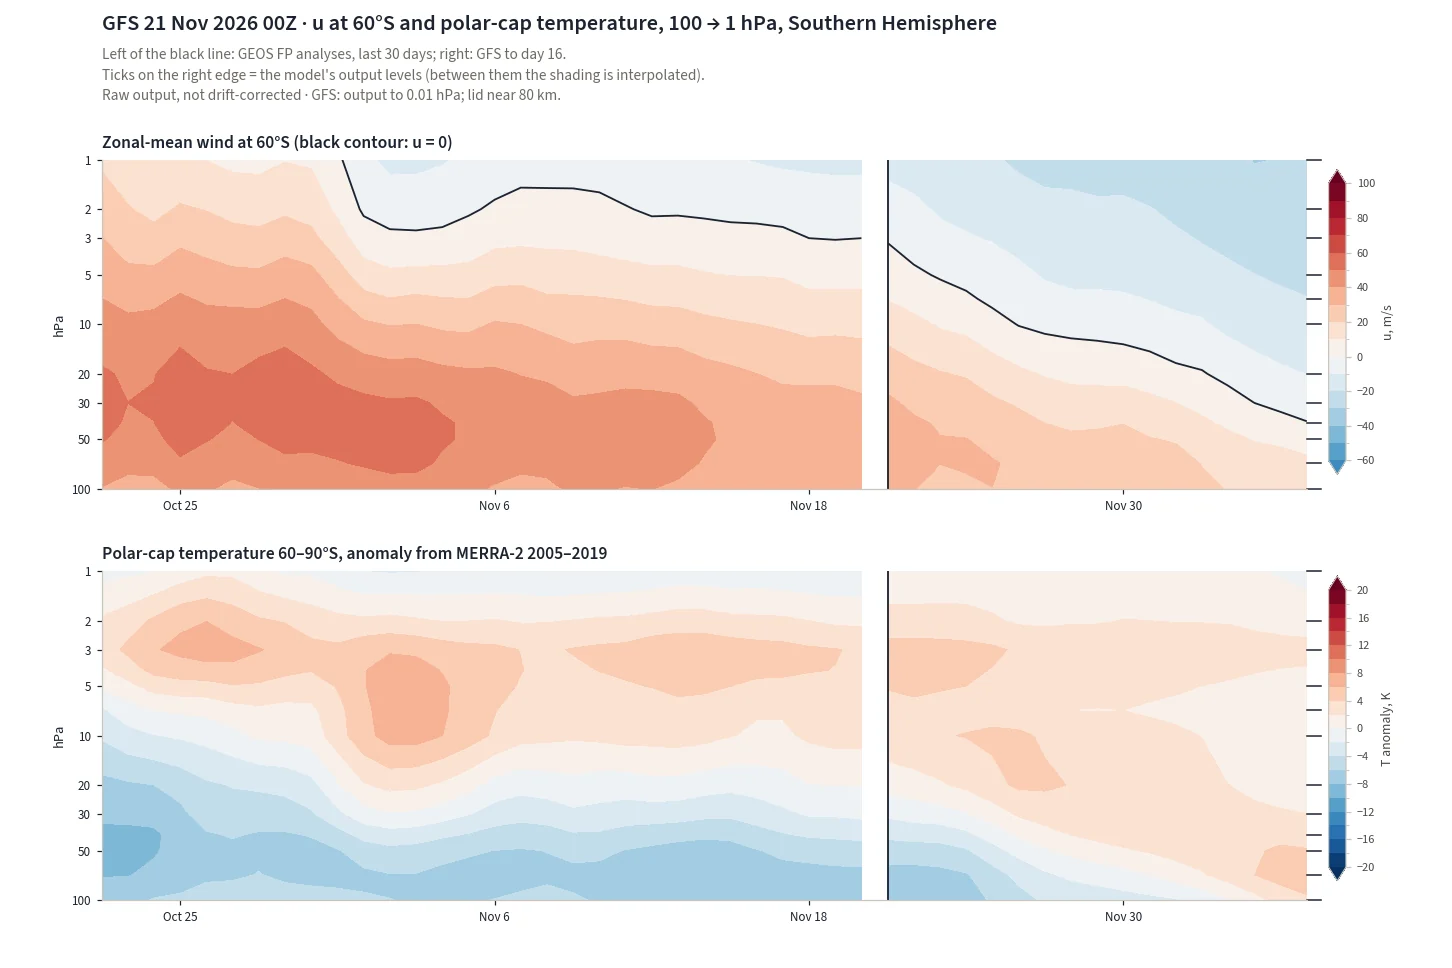 GFS 21 Nov 2026 00Z · u at 60°S and polar-cap temperature, 100 → 1 hPa, Southern Hemisphere
Left of the black line: GEOS FP analyses, last 30 days; right: GFS to day 16.
Ticks on the right edge = the model's output levels (between them the shading is interpolated).
Raw output, not drift-corrected · GFS: output to 0.01 hPa; lid near 80 km.
Zonal-mean wind at 60°S (black contour: u = 0)
1
2
3
5
10
20
30
50
100
hPa
Oct 25
Nov 6
Nov 18
Nov 30
100
80
60
40
20
0
−20
−40
−60
u, m/s
Polar-cap temperature 60–90°S, anomaly from MERRA-2 2005–2019
1
2
3
5
10
20
30
50
100
hPa
Oct 25
Nov 6
Nov 18
Nov 30
20
16
12
8
4
0
−4
−8
−12
−16
−20
T anomaly, K